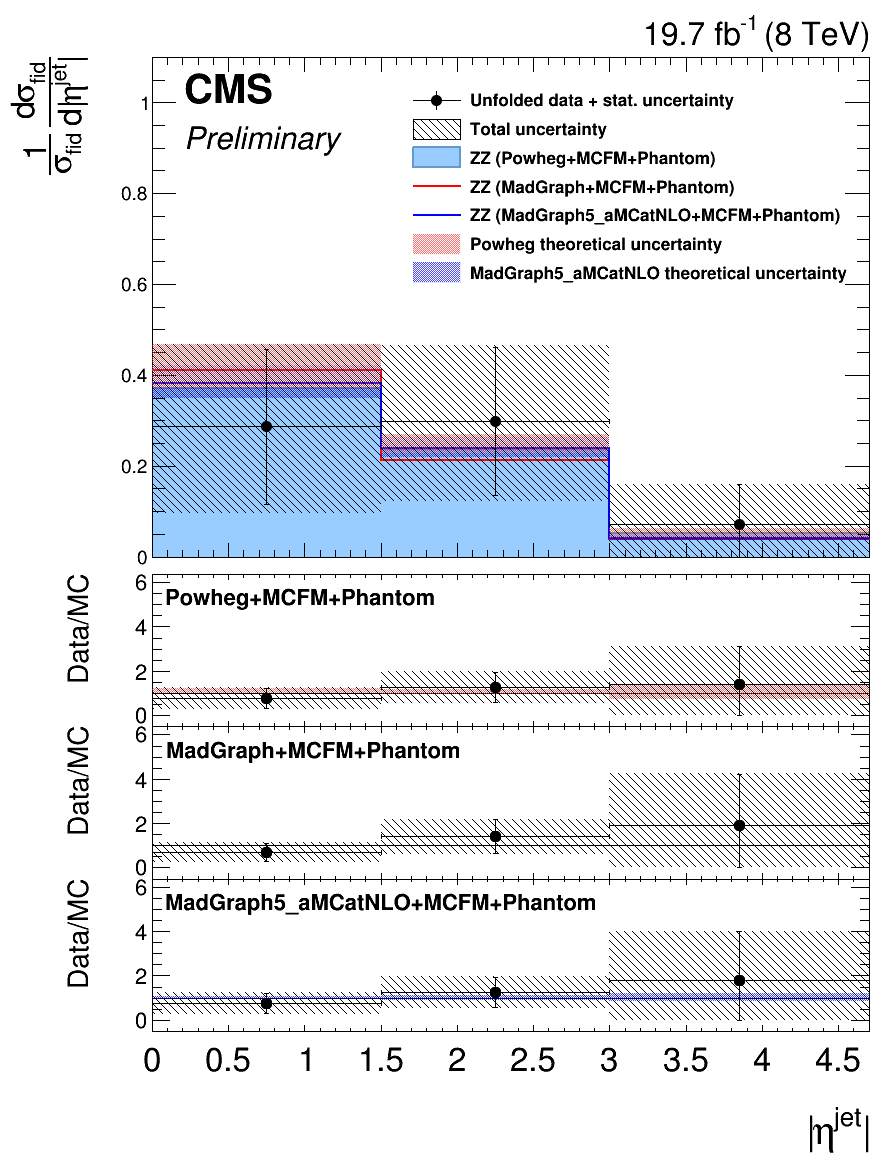 19.7 fb⁻¹ (8 TeV)
1/σfid dσfid/d|ηjet|
CMS
Preliminary
Unfolded data + stat. uncertainty
Total uncertainty
ZZ (Powheg+MCFM+Phantom)
ZZ (MadGraph+MCFM+Phantom)
ZZ (MadGraph5_aMCatNLO+MCFM+Phantom)
Powheg theoretical uncertainty
MadGraph5_aMCatNLO theoretical uncertainty
1
0.8
0.6
0.4
0.2
0
Data/MC
Powheg+MCFM+Phantom
6
4
2
0
Data/MC
MadGraph+MCFM+Phantom
6
4
2
0
Data/MC
MadGraph5_aMCatNLO+MCFM+Phantom
6
4
2
0
0 0.5 1 1.5 2 2.5 3 3.5 4 4.5
|ηjet|